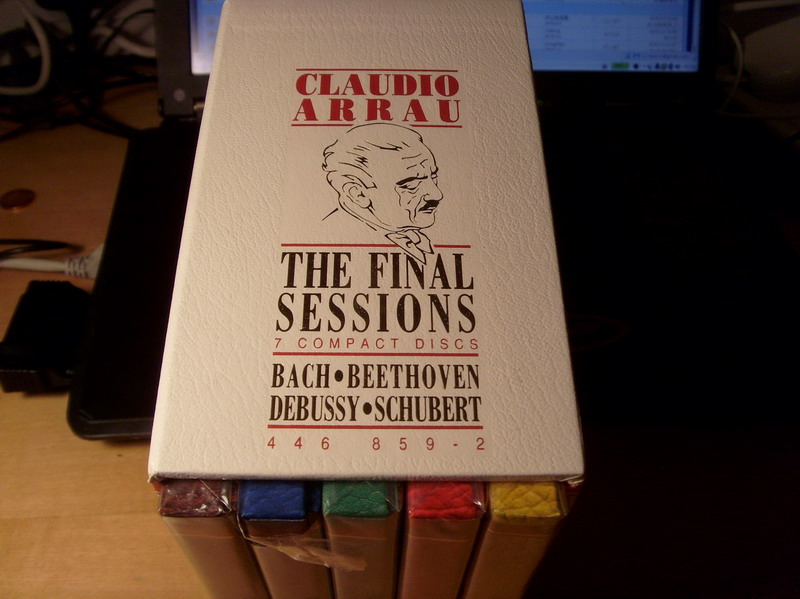 CLAUDIO
ARRAU
THE FINAL
SESSIONS
7 COMPACT DISCS
BACH•BEETHOVEN
DEBUSSY•SCHUBERT
446 859-2